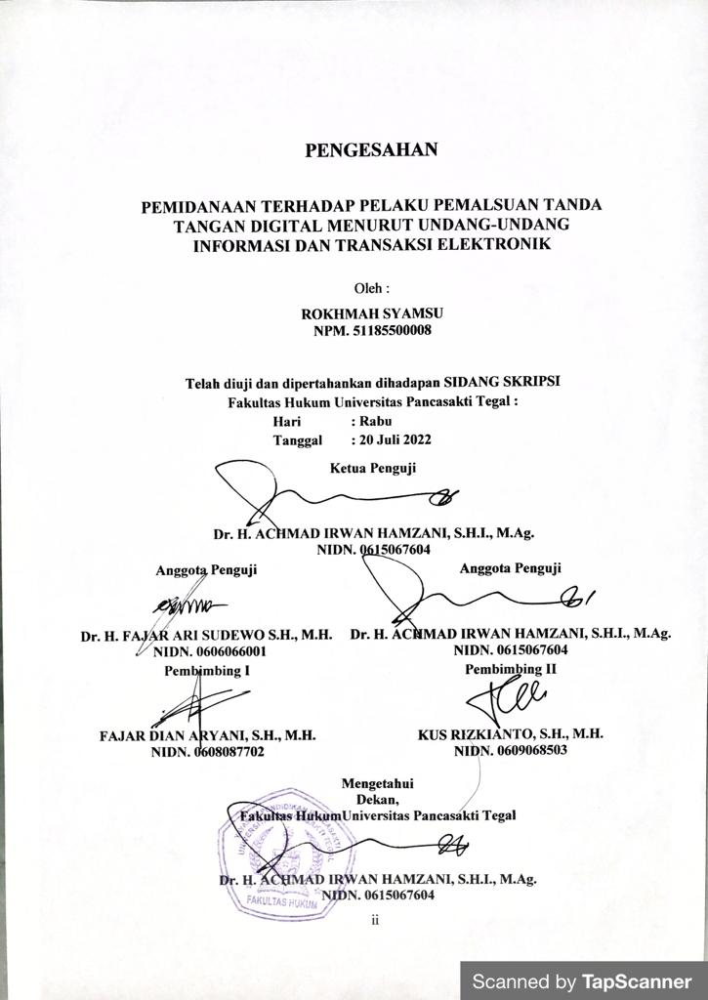 PENGESAHAN
PEMIDANAAN TERHADAP PELAKU PEMALSUAN TANDA
TANGAN DIGITAL MENURUT UNDANG-UNDANG
INFORMASI DAN TRANSAKSI ELEKTRONIK
Oleh :
ROKHMAH SYAMSU
NPM. 51185500008
Telah diuji dan dipertahankan dihadapan SIDANG SKRIPSI
Fakultas Hukum Universitas Pancasakti Tegal :
Hari : Rabu
Tanggal : 20 Juli 2022
Ketua Penguji
Dr. H. ACHMAD IRWAN HAMZANI, S.H.I., M.Ag.
NIDN. 0615067604
Anggota Penguji
Dr. H. FAJAR ARI SUDEWO S.H., M.H.
NIDN. 0606066001
Anggota Penguji
Dr. H. ACHMAD IRWAN HAMZANI, S.H.I., M.Ag.
NIDN. 0615067604
Pembimbing I
FAJAR DIAN ARYANI, S.H., M.H.
NIDN. 0608087702
Pembimbing II
KUS RIZKIANTO, S.H., M.H.
NIDN. 0609068503
Mengetahui
Dekan,
Fakultas HukumUniversitas Pancasakti Tegal
FAKULTAS HUKUM
Dr. H. ACHMAD IRWAN HAMZANI, S.H.I., M.Ag.
NIDN. 0615067604
ii
Scanned by TapScanner